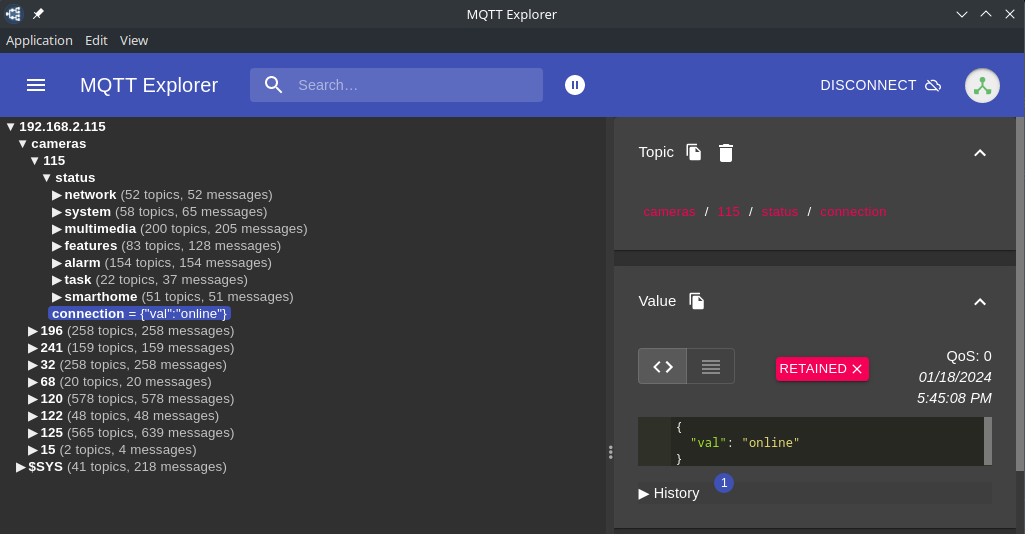 MQTT Explorer
Application Edit View
MQTT Explorer Search… DISCONNECT
▼ 192.168.2.115
▼ cameras
▼ 115
▼ status
▶ network (52 topics, 52 messages)
▶ system (58 topics, 65 messages)
▶ multimedia (200 topics, 205 messages)
▶ features (83 topics, 128 messages)
▶ alarm (154 topics, 154 messages)
▶ task (22 topics, 37 messages)
▶ smarthome (51 topics, 51 messages)
connection = {"val":"online"}
▶ 196 (258 topics, 258 messages)
▶ 241 (159 topics, 159 messages)
▶ 32 (258 topics, 258 messages)
▶ 68 (20 topics, 20 messages)
▶ 120 (578 topics, 578 messages)
▶ 122 (48 topics, 48 messages)
▶ 125 (565 topics, 639 messages)
▶ 15 (2 topics, 4 messages)
▶ $SYS (41 topics, 218 messages)
Topic
cameras / 115 / status / connection
Value
RETAINED
QoS: 0
01/18/2024
5:45:08 PM
{
"val": "online"
}
▶ History 1